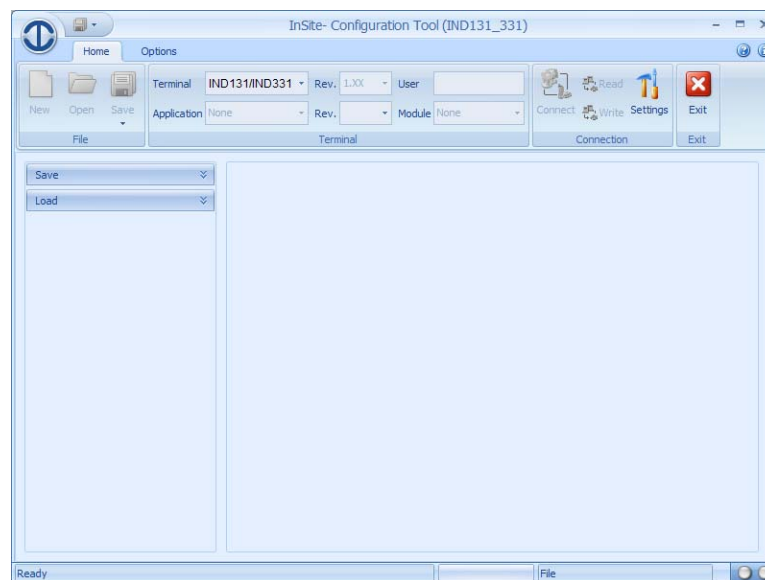 InSite- Configuration Tool (IND131_331)
Home Options
Terminal IND131/IND331 Rev. 1.XX User
New Open Save Connect Read Settings Exit
Application None Rev. Module None Write
File Terminal Connection Exit
Save
Load
Ready File